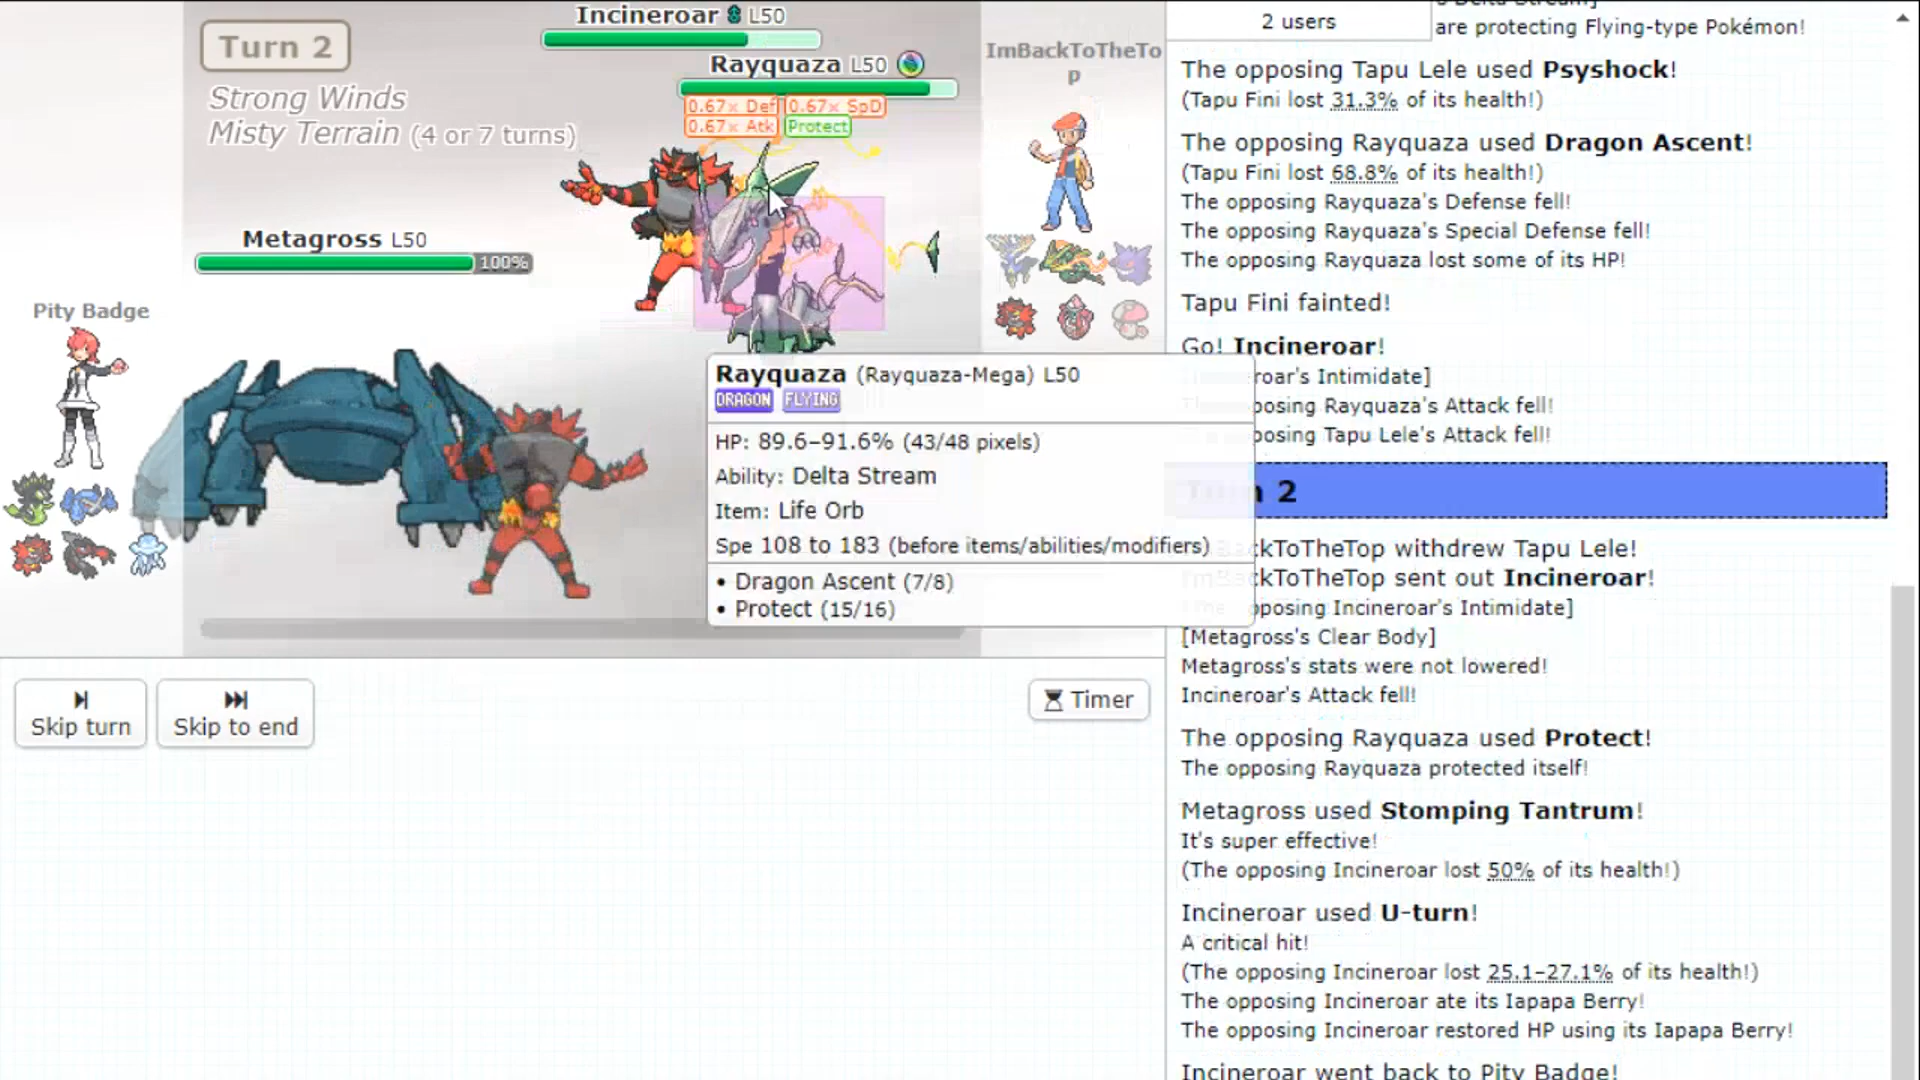 Turn 2
Strong Winds
Misty Terrain (4 or 7 turns)
Incineroar L50
Rayquaza L50
0.67× Def 0.67× SpD
0.67× Atk Protect
Metagross L50
100%
Pity Badge
ImBackToTheTo
p
Rayquaza (Rayquaza-Mega) L50
DRAGON FLYING
HP: 89.6–91.6% (43/48 pixels)
Ability: Delta Stream
Item: Life Orb
Spe 108 to 183 (before items/abilities/modifiers)
• Dragon Ascent (7/8)
• Protect (15/16)
Skip turn
Skip to end
Timer
2 users
are protecting Flying-type Pokémon!
The opposing Tapu Lele used Psyshock!
(Tapu Fini lost 31.3% of its health!)
The opposing Rayquaza used Dragon Ascent!
(Tapu Fini lost 68.8% of its health!)
The opposing Rayquaza's Defense fell!
The opposing Rayquaza's Special Defense fell!
The opposing Rayquaza lost some of its HP!
Tapu Fini fainted!
Go! Incineroar!
roar's Intimidate]
posing Rayquaza's Attack fell!
posing Tapu Lele's Attack fell!
Turn 2
ImBackToTheTop withdrew Tapu Lele!
ImBackToTheTop sent out Incineroar!
opposing Incineroar's Intimidate]
[Metagross's Clear Body]
Metagross's stats were not lowered!
Incineroar's Attack fell!
The opposing Rayquaza used Protect!
The opposing Rayquaza protected itself!
Metagross used Stomping Tantrum!
It's super effective!
(The opposing Incineroar lost 50% of its health!)
Incineroar used U-turn!
A critical hit!
(The opposing Incineroar lost 25.1–27.1% of its health!)
The opposing Incineroar ate its Iapapa Berry!
The opposing Incineroar restored HP using its Iapapa Berry!
Incineroar went back to Pity Badge!